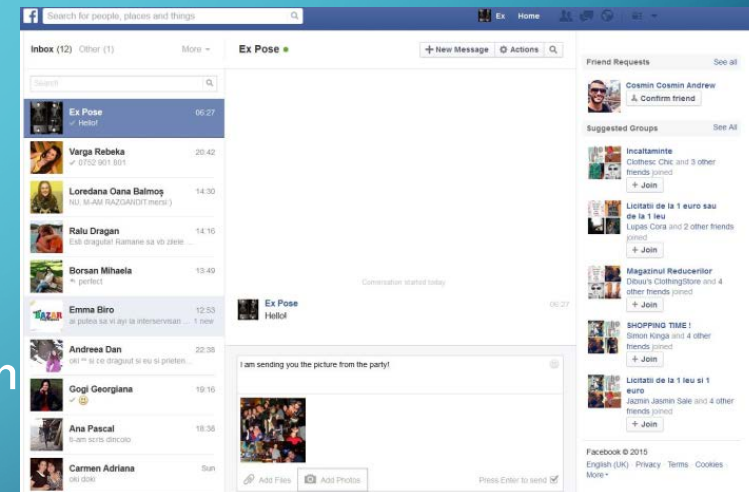 f Search for people, places and things
Ex Home
Inbox (12) Other (1) More
Search
Ex Pose 06:27
✓ Hello!
Varga Rebeka 20:42
✓ 0752 901 801
Loredana Oana Balmoș 14:30
NU, M-AM RAZGANDIT mersi:)
Ralu Dragan 14:16
Esti draguta! Ramane sa vb zilele ...
Borsan Mihaela 13:49
perfect
Emma Biro 12:53
ai putea sa vi ayi la interserviman ... 1 new
Andreea Dan 22:38
oki ^^ si ce dragut si eu si prieten...
Gogi Georgiana 19:16
✓
Ana Pascal 18:38
ti-am scris dincolo
Carmen Adriana Sun
oki doki
Ex Pose
+ New Message Actions
Conversation started today
Ex Pose 06:27
Hello!
I am sending you the picture from the party!
Add Files Add Photos Press Enter to send
Friend Requests See all
Cosmin Cosmin Andrew
Confirm friend
Suggested Groups See All
Incaltaminte
Clothesc Chic and 3 other
friends joined
+ Join
Licitatii de la 1 euro sau
de la 1 leu
Lupas Cora and 2 other friends
joined
+ Join
Magazinul Reducerilor
Dibuu's ClothingStore and 4
other friends joined
+ Join
SHOPPING TIME !
Simon Kinga and 4 other
friends joined
+ Join
Licitatii de la 1 leu si 1
euro
Jazmin Jasmin Sale and 4 other
friends joined
+ Join
Facebook © 2015
English (UK) Privacy Terms Cookies
More